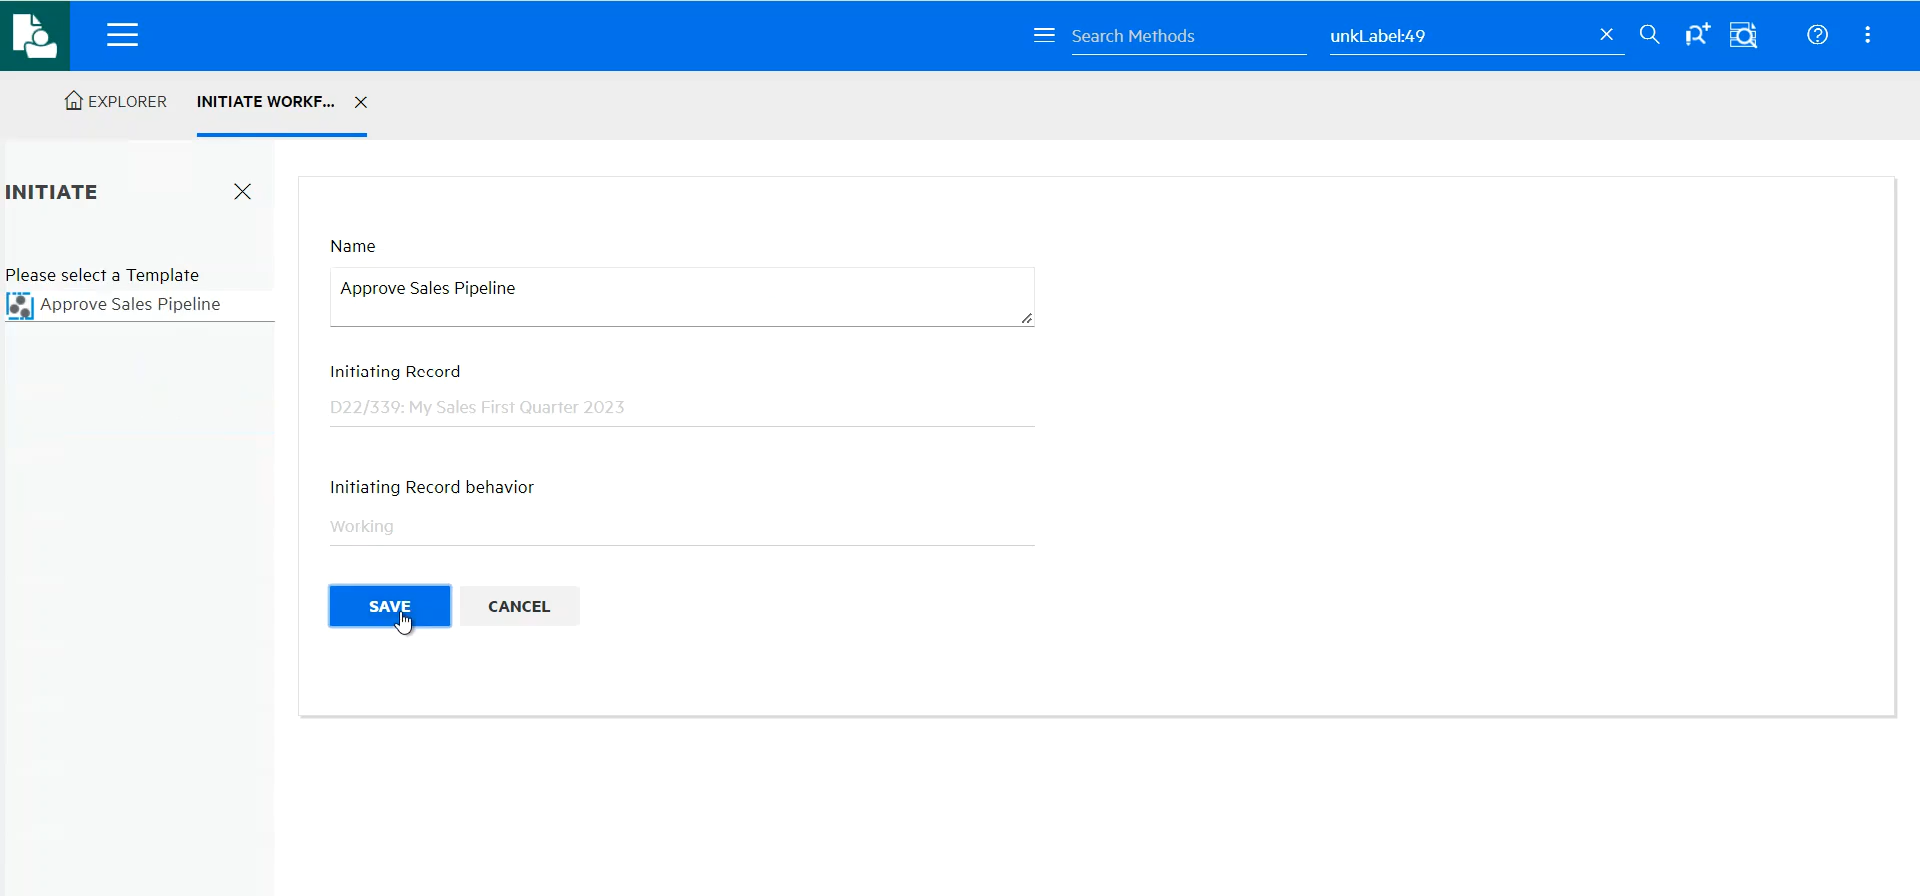 Search Methods
unkLabel:49
EXPLORER
INITIATE WORKF...
INITIATE
Please select a Template
Approve Sales Pipeline
Name
Approve Sales Pipeline
Initiating Record
D22/339: My Sales First Quarter 2023
Initiating Record behavior
Working
SAVE
CANCEL